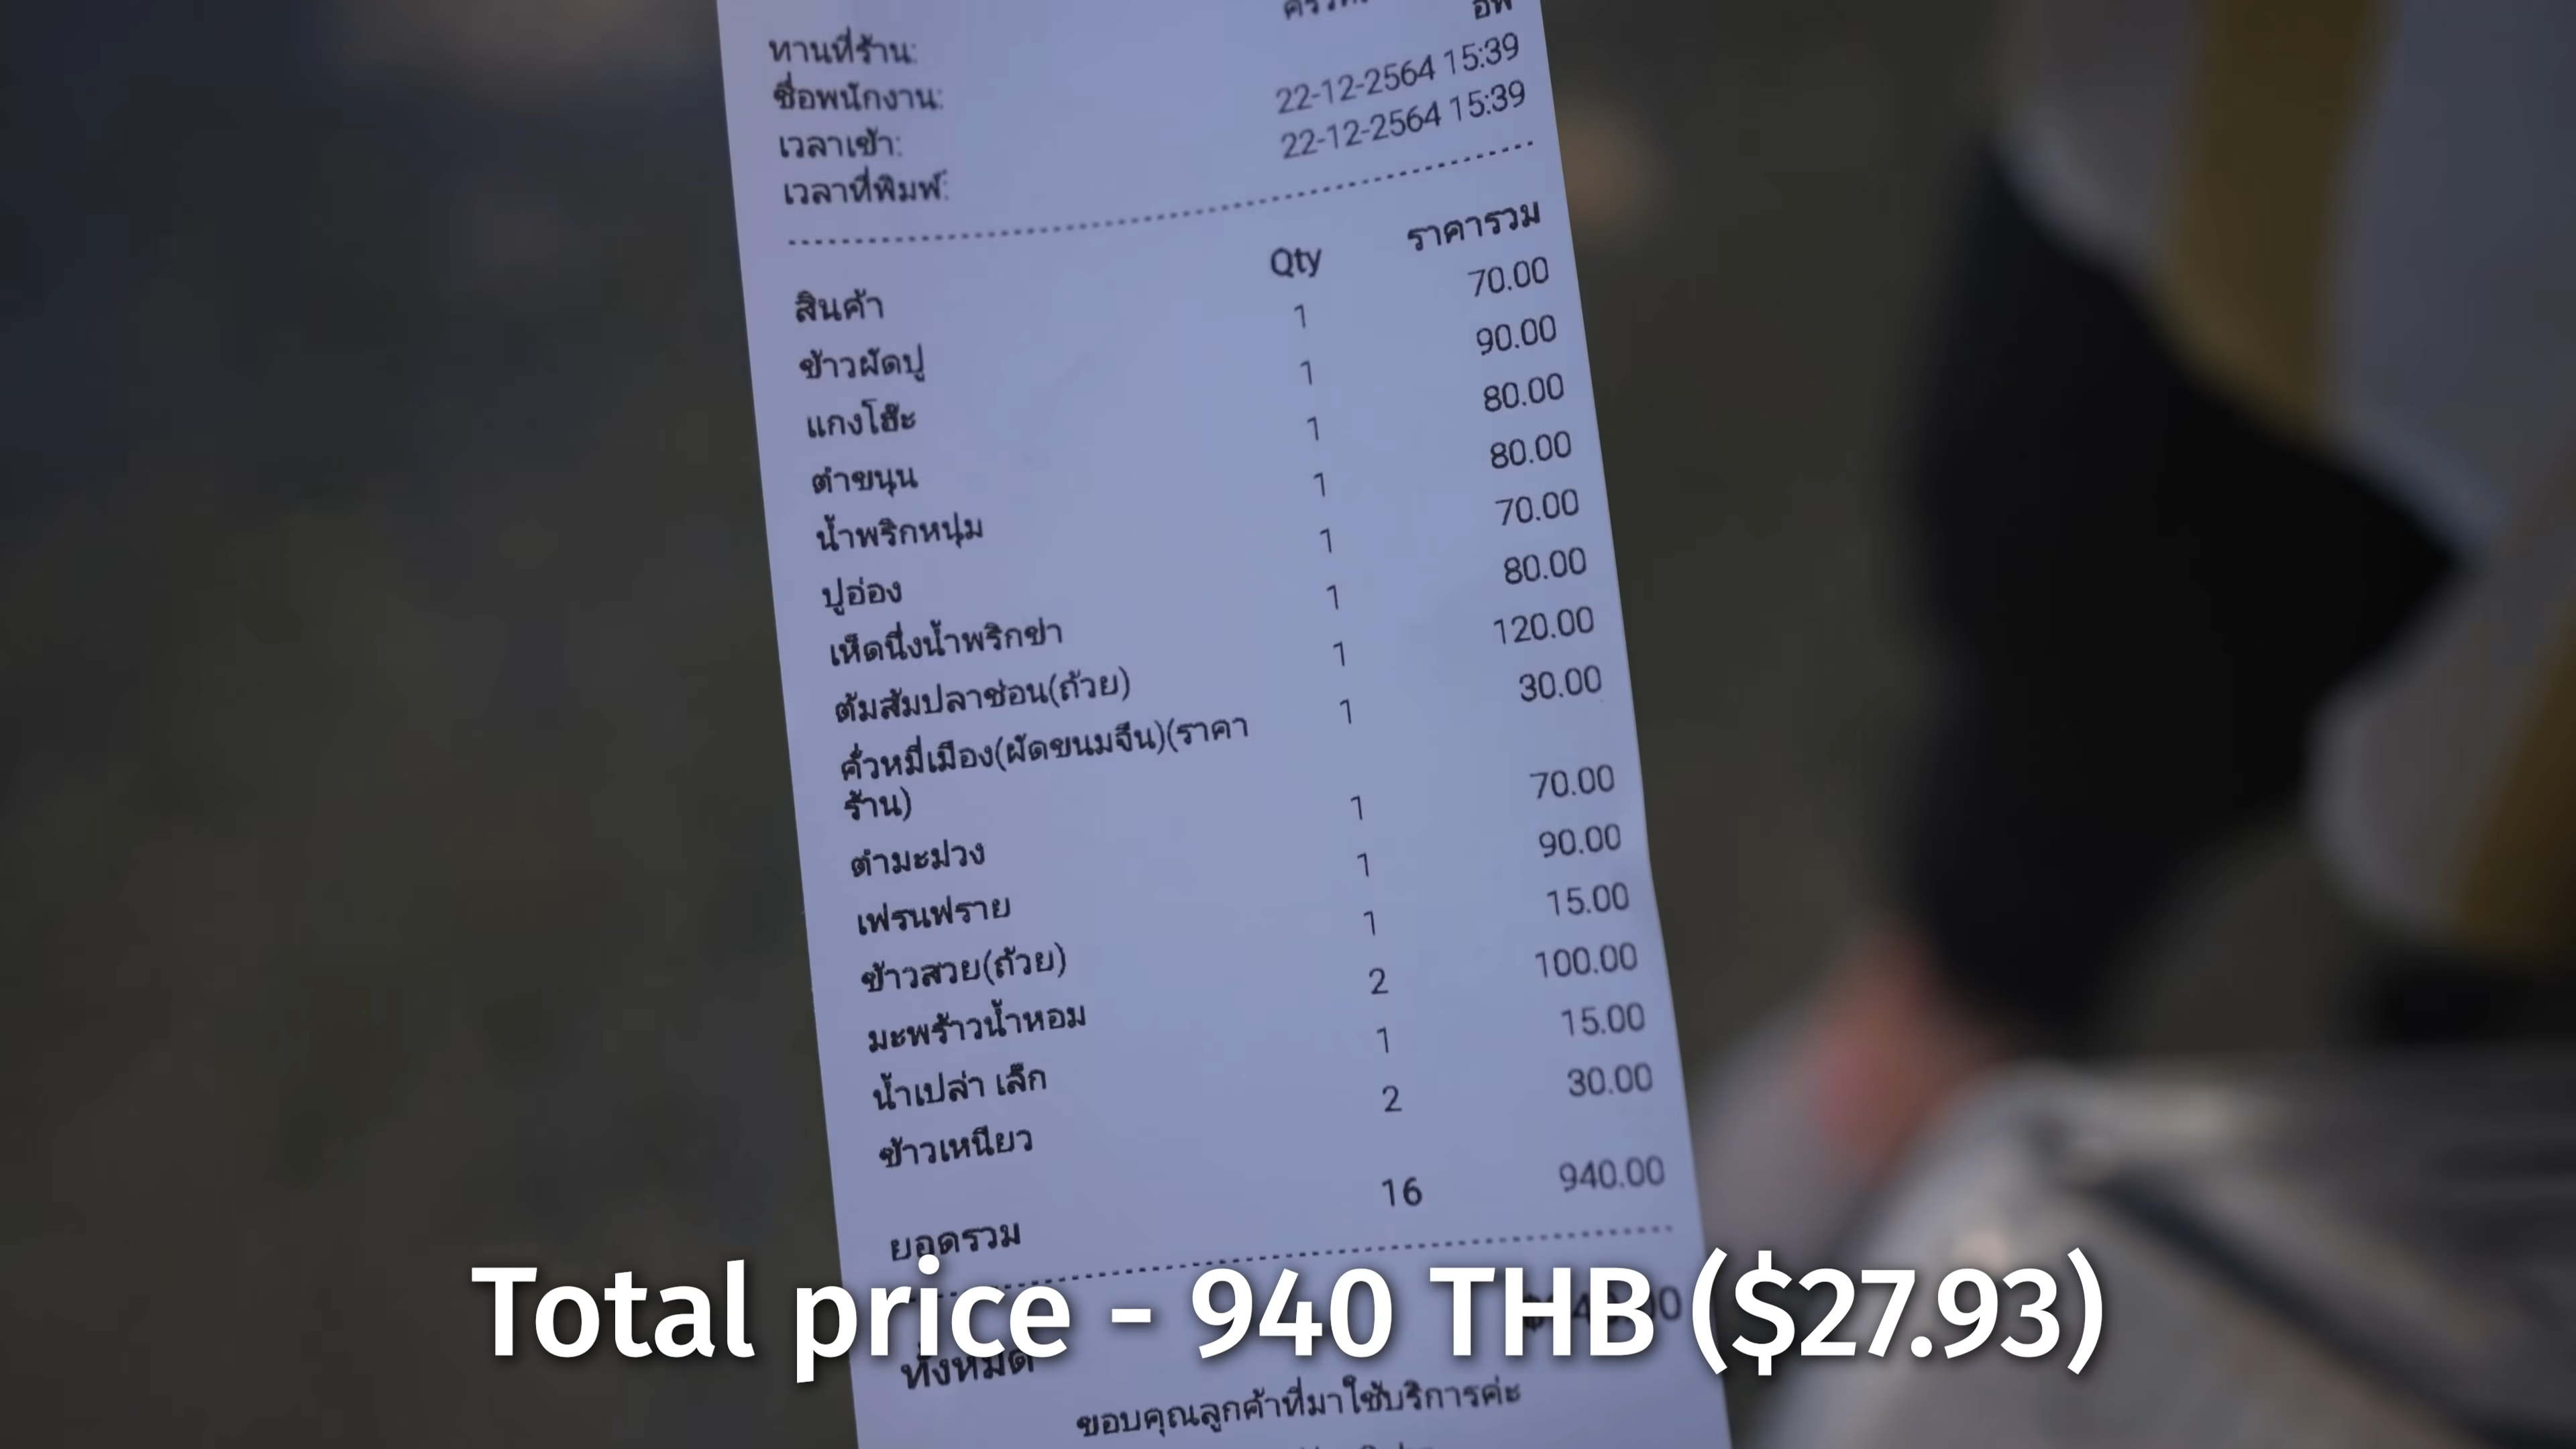 ทานที่ร้าน:
ชื่อพนักงาน:
เวลาเข้า: 22-12-2564 15:39
เวลาที่พิมพ์: 22-12-2564 15:39
สินค้า Qty ราคารวม
ข้าวผัดปู 1 70.00
แกงโฮ๊ะ 1 90.00
ตำขนุน 1 80.00
น้ำพริกหนุ่ม 1 80.00
ปูอ่อง 1 70.00
เห็ดนึ่งน้ำพริกข่า 1 80.00
ต้มส้มปลาช่อน(ถ้วย) 1 120.00
คั่วหมี่เมือง(ผัดขนมจีน)(ราคา 1 30.00
ร้าน)
ตำมะม่วง 1 70.00
เฟรนฟราย 1 90.00
ข้าวสวย(ถ้วย) 1 15.00
มะพร้าวน้ำหอม 2 100.00
น้ำเปล่า เล็ก 1 15.00
ข้าวเหนียว 2 30.00
ยอดรวม 16 940.00
Total price - 940 THB ($27.93)
ทั้งหมด
ขอบคุณลูกค้าที่มาใช้บริการค่ะ